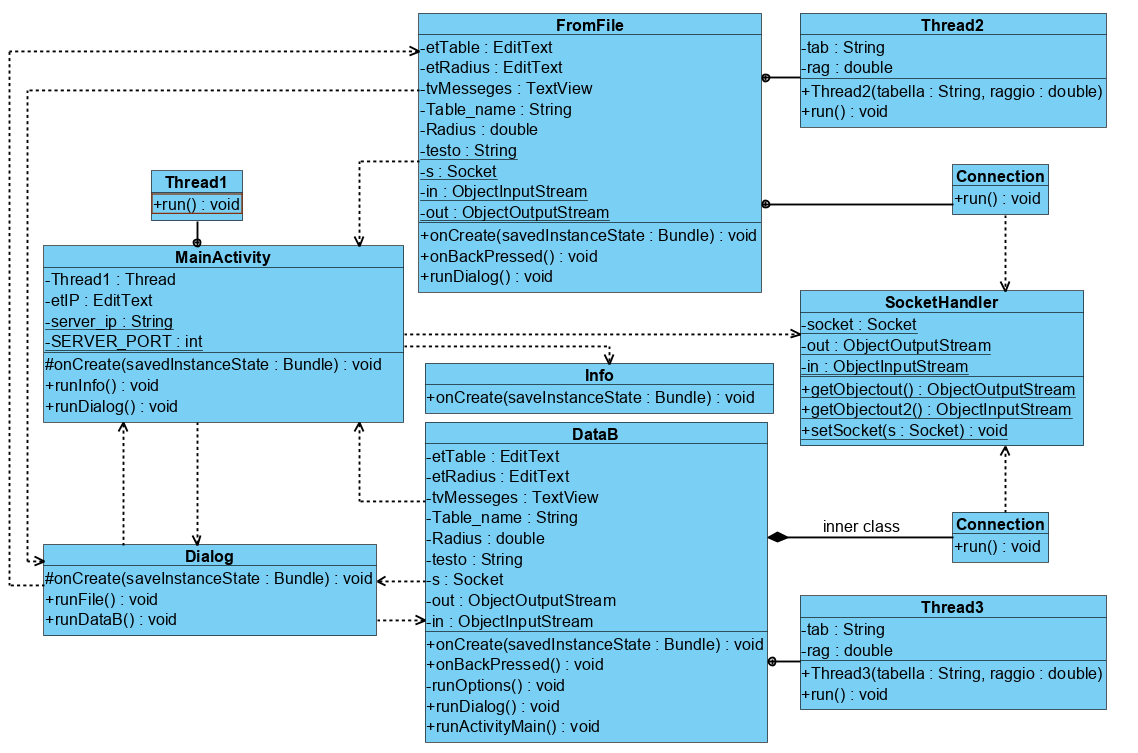 FromFile
-etTable : EditText
-etRadius : EditText
-tvMesseges : TextView
-Table_name : String
-Radius : double
-testo : String
-s : Socket
-in : ObjectInputStream
-out : ObjectOutputStream
+onCreate(savedInstanceState : Bundle) : void
+onBackPressed() : void
+runDialog() : void
Thread2
-tab : String
-rag : double
+Thread2(tabella : String, raggio : double)
+run() : void
Thread1
+run() : void
Connection
+run() : void
MainActivity
-Thread1 : Thread
-etIP : EditText
-server_ip : String
-SERVER_PORT : int
#onCreate(savedInstanceState : Bundle) : void
+runInfo() : void
+runDialog() : void
SocketHandler
-socket : Socket
-out : ObjectOutputStream
-in : ObjectInputStream
+getObjectout() : ObjectOutputStream
+getObjectout2() : ObjectInputStream
+setSocket(s : Socket) : void
Info
+onCreate(saveInstanceState : Bundle) : void
DataB
-etTable : EditText
-etRadius : EditText
-tvMesseges : TextView
-Table_name : String
-Radius : double
-testo : String
-s : Socket
-out : ObjectOutputStream
-in : ObjectInputStream
+onCreate(savedInstanceState : Bundle) : void
+onBackPressed() : void
-runOptions() : void
+runDialog() : void
+runActivityMain() : void
inner class
Connection
+run() : void
Dialog
#onCreate(saveInstanceState : Bundle) : void
+runFile() : void
+runDataB() : void
Thread3
-tab : String
-rag : double
+Thread3(tabella : String, raggio : double)
+run() : void